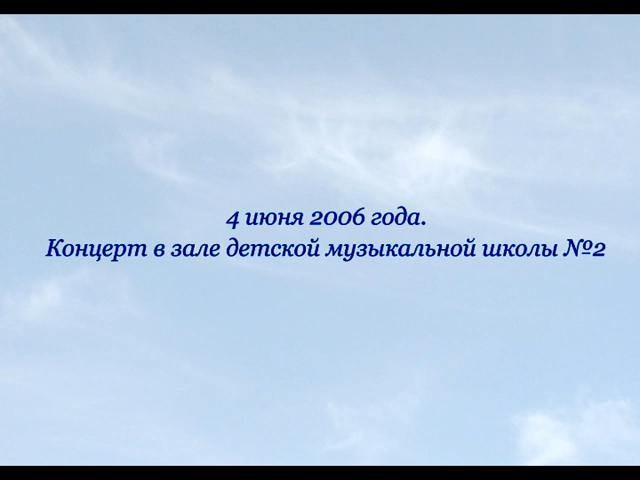 4 июня 2006 года.
Концерт в зале детской музыкальной школы №2